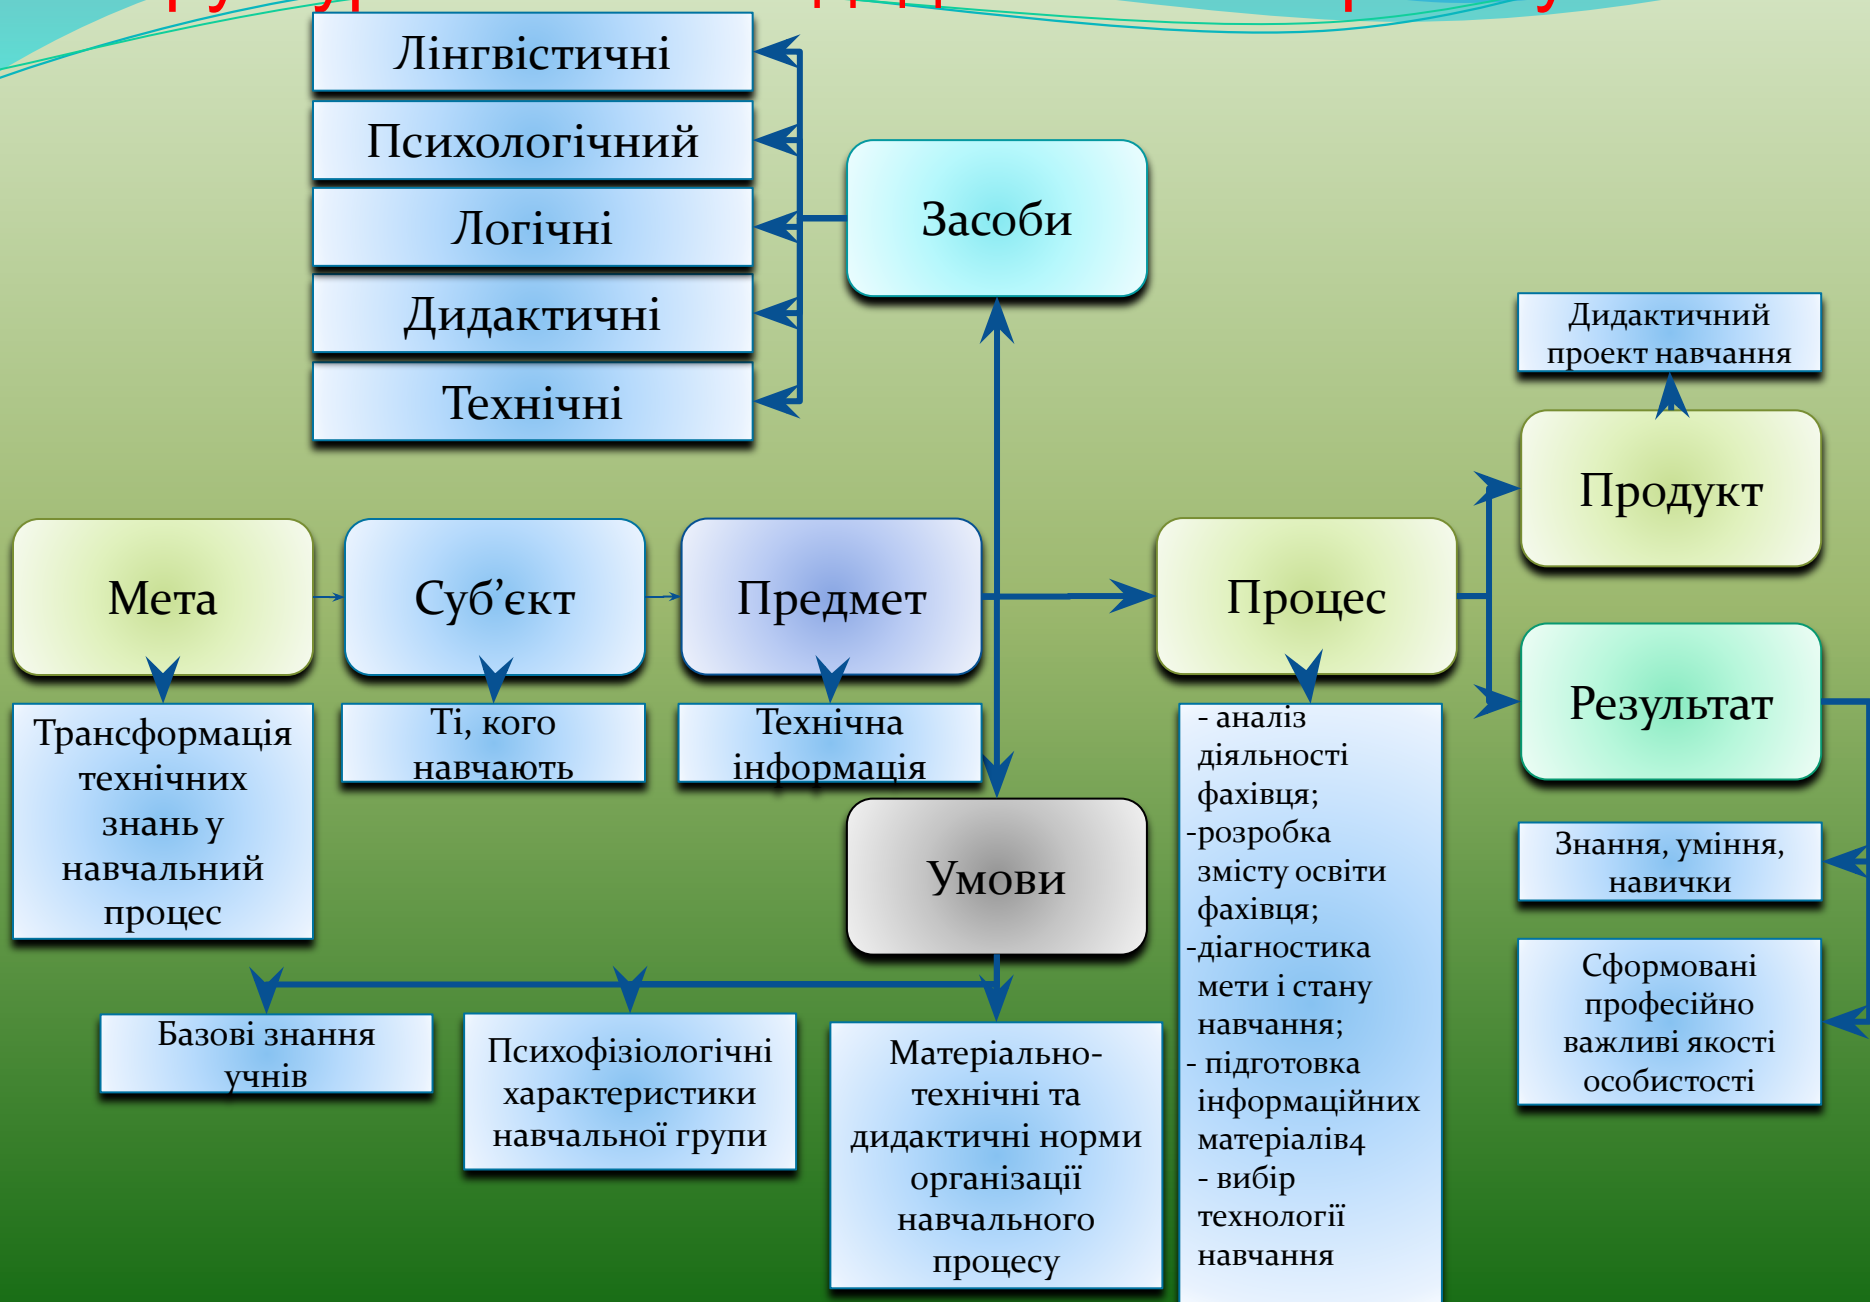 Лінгвістичні
Психологічний
Логічні
Дидактичні
Технічні
Засоби
Дидактичний
проект навчання
Продукт
Мета
Суб’єкт
Предмет
Процес
Результат
Трансформація
технічних
знань у
навчальний
процес
Ті, кого
навчають
Технічна
інформація
Умови
- аналіз
діяльності
фахівця;
-розробка
змісту освіти
фахівця;
-діагностика
мети і стану
навчання;
- підготовка
інформаційних
матеріалів4
- вибір
технології
навчання
Знання, уміння,
навички
Сформовані
професійно
важливі якості
особистості
Базові знання
учнів
Психофізіологічні
характеристики
навчальної групи
Матеріально-
технічні та
дидактичні норми
організації
навчального
процесу